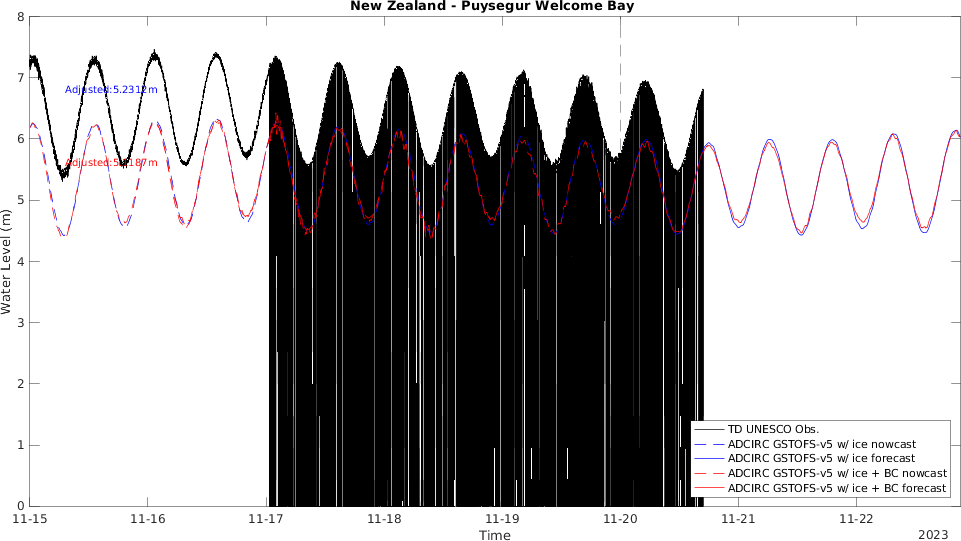 New Zealand - Puysegur Welcome Bay
8
7
6
5
4
3
2
1
0
Water Level (m)
Adjusted:5.2312m
11-15
11-16
11-17
11-18
11-19
11-20
11-21
11-22
Time
2023
TD UNESCO Obs.
ADCIRC GSTOFS-v5 w/ ice nowcast
ADCIRC GSTOFS-v5 w/ ice forecast
ADCIRC GSTOFS-v5 w/ ice + BC nowcast
ADCIRC GSTOFS-v5 w/ ice + BC forecast